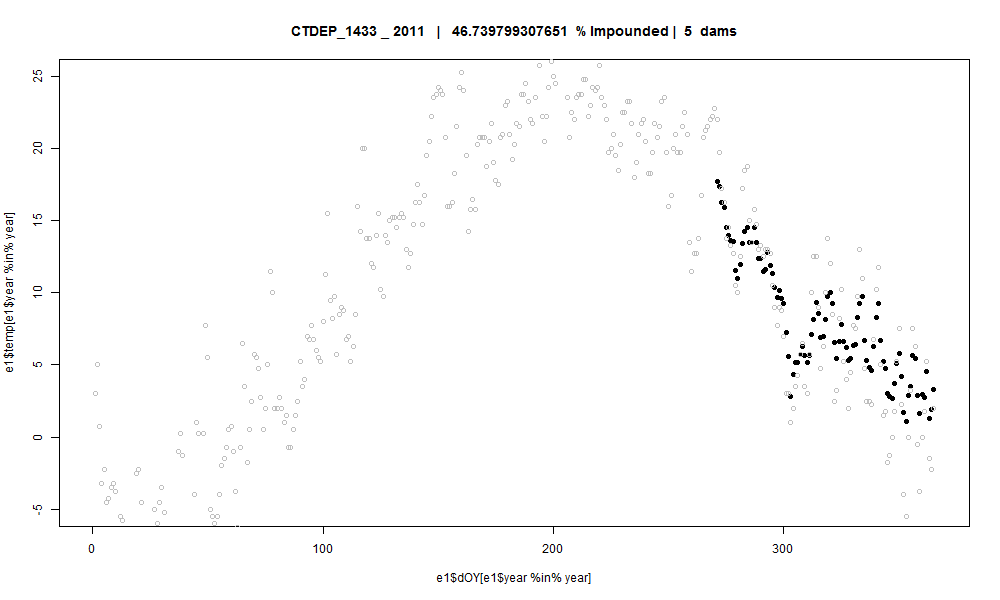 CTDEP_1433 _ 2011 | 46.739799307651 % Impounded | 5 dams
e1$temp[e1$year %in% year]
25
20
15
10
5
0
-5
0 100 200 300
e1$dOY[e1$year %in% year]